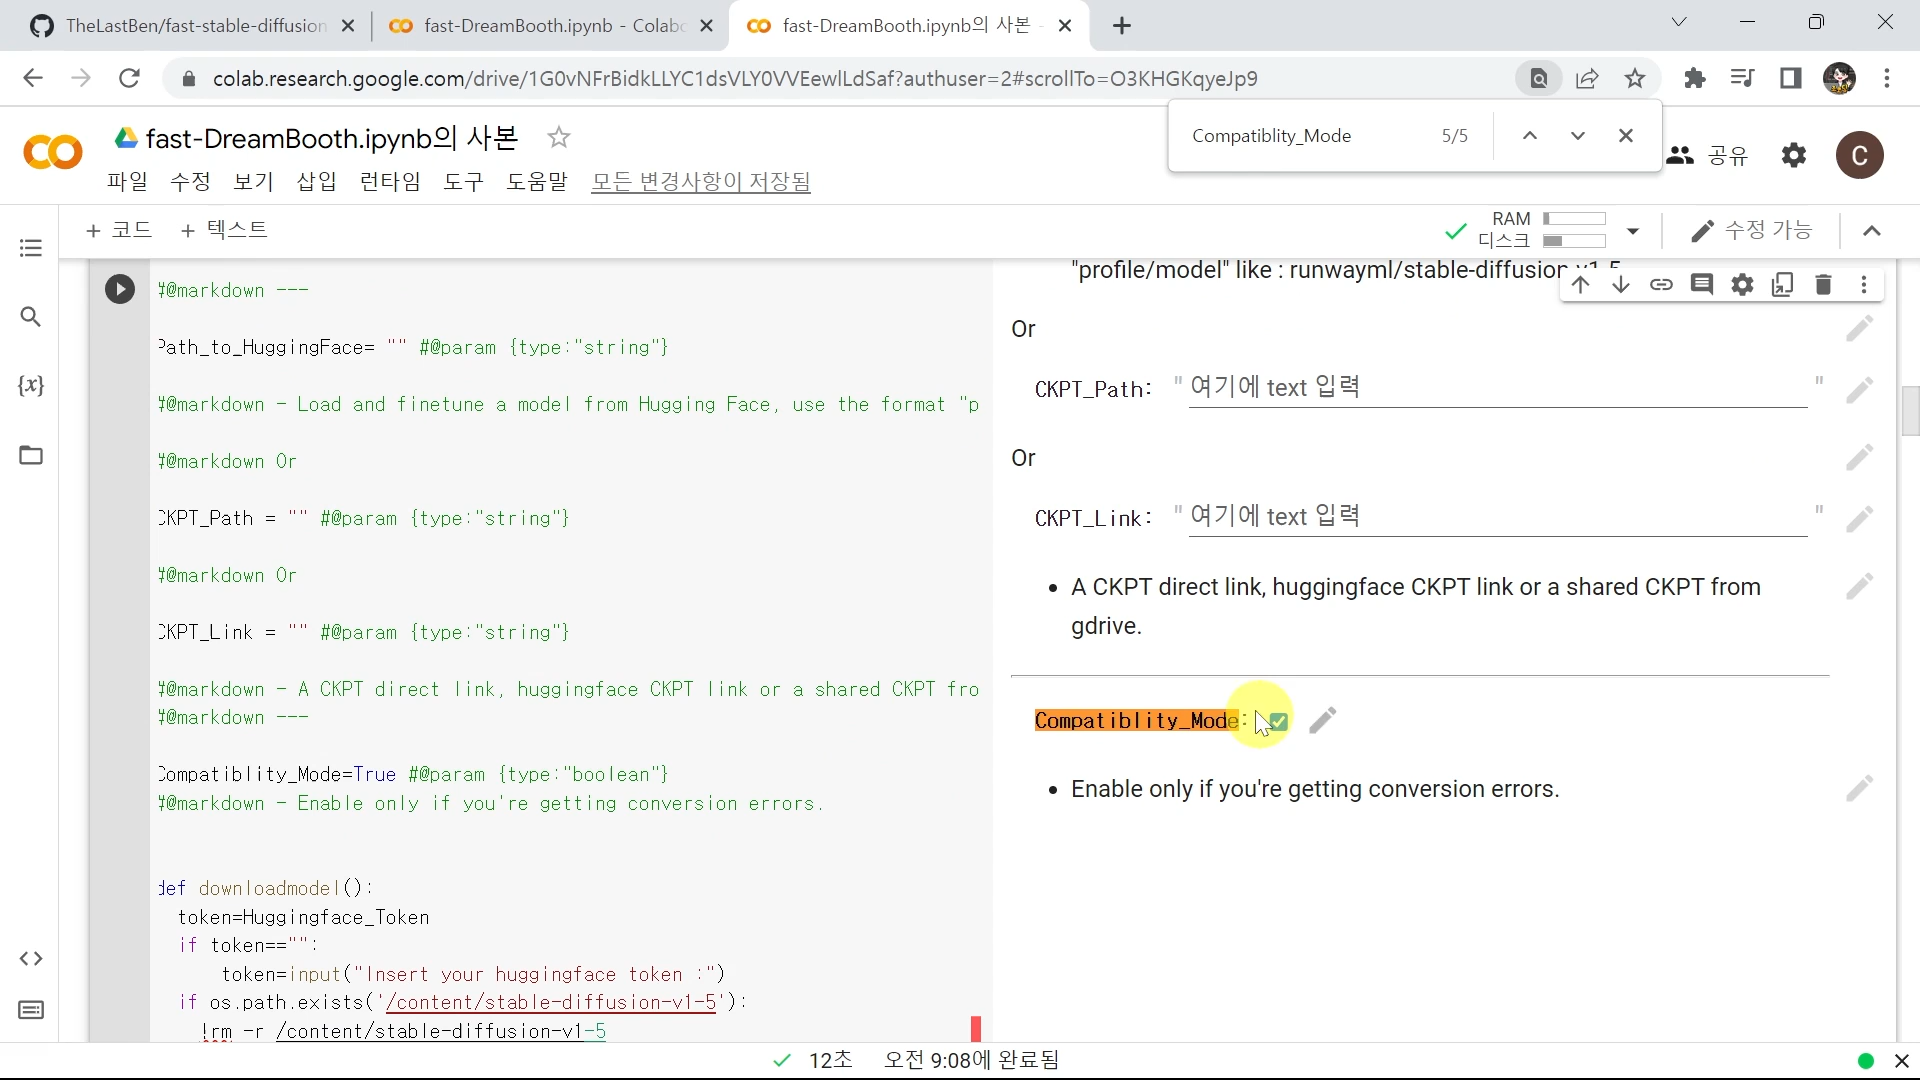 TheLastBen/fast-stable-diffusion
fast-DreamBooth.ipynb - Colabo
fast-DreamBooth.ipynb의 사본 -
colab.research.google.com/drive/1G0vNFrBidkLLYC1dsVLY0VVEewlLdSaf?authuser=2#scrollTo=O3KHGKqyeJp9
Compatiblity_Mode 5/5
fast-DreamBooth.ipynb의 사본
공유
C
파일 수정 보기 삽입 런타임 도구 도움말 모든 변경사항이 저장됨
+ 코드 + 텍스트
RAM
디스크
수정 가능
{x}
#@markdown ---
Path_to_HuggingFace= "" #@param {type:"string"}
#@markdown - Load and finetune a model from Hugging Face, use the format "p
#@markdown Or
CKPT_Path = "" #@param {type:"string"}
#@markdown Or
CKPT_Link = "" #@param {type:"string"}
#@markdown - A CKPT direct link, huggingface CKPT link or a shared CKPT fro
#@markdown ---
Compatiblity_Mode=True #@param {type:"boolean"}
#@markdown - Enable only if you're getting conversion errors.
def downloadmodel():
token=Huggingface_Token
if token=="":
token=input("Insert your huggingface token :")
if os.path.exists('/content/stable-diffusion-v1-5'):
!rm -r /content/stable-diffusion-v1-5
"profile/model" like : runwayml/stable-diffusion-v1-5
Or
CKPT_Path: " 여기에 text 입력 "
Or
CKPT_Link: " 여기에 text 입력 "
• A CKPT direct link, huggingface CKPT link or a shared CKPT from
gdrive.
Compatiblity_Mode:
• Enable only if you're getting conversion errors.
12초 오전 9:08에 완료됨